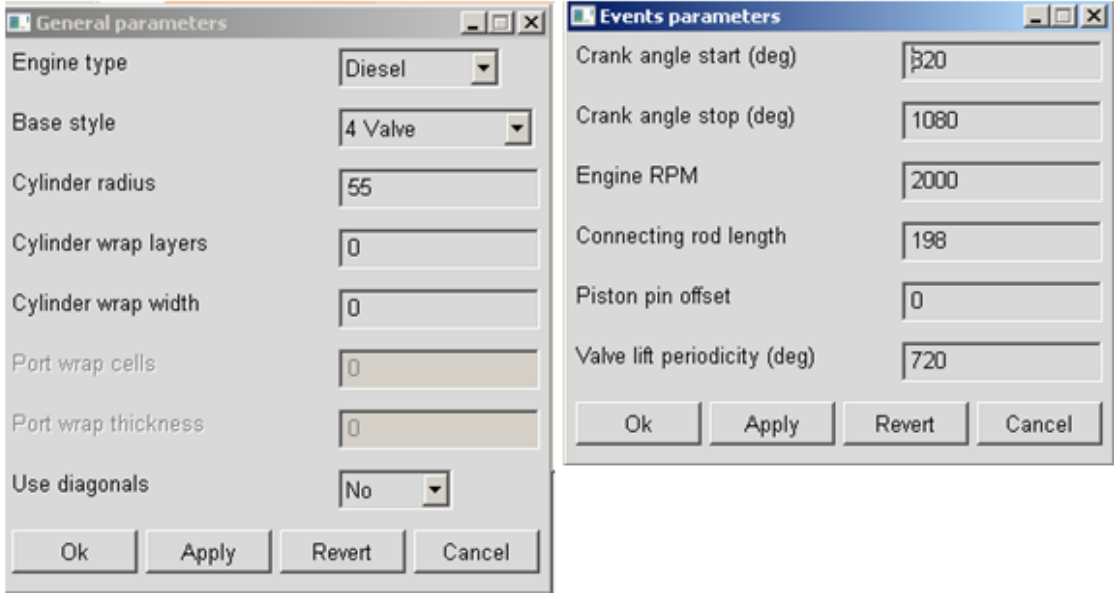 General parameters
Engine type Diesel
Base style 4 Valve
Cylinder radius 55
Cylinder wrap layers 0
Cylinder wrap width 0
Port wrap cells 0
Port wrap thickness 0
Use diagonals No
Ok Apply Revert Cancel
Events parameters
Crank angle start (deg) 320
Crank angle stop (deg) 1080
Engine RPM 2000
Connecting rod length 198
Piston pin offset 0
Valve lift periodicity (deg) 720
Ok Apply Revert Cancel